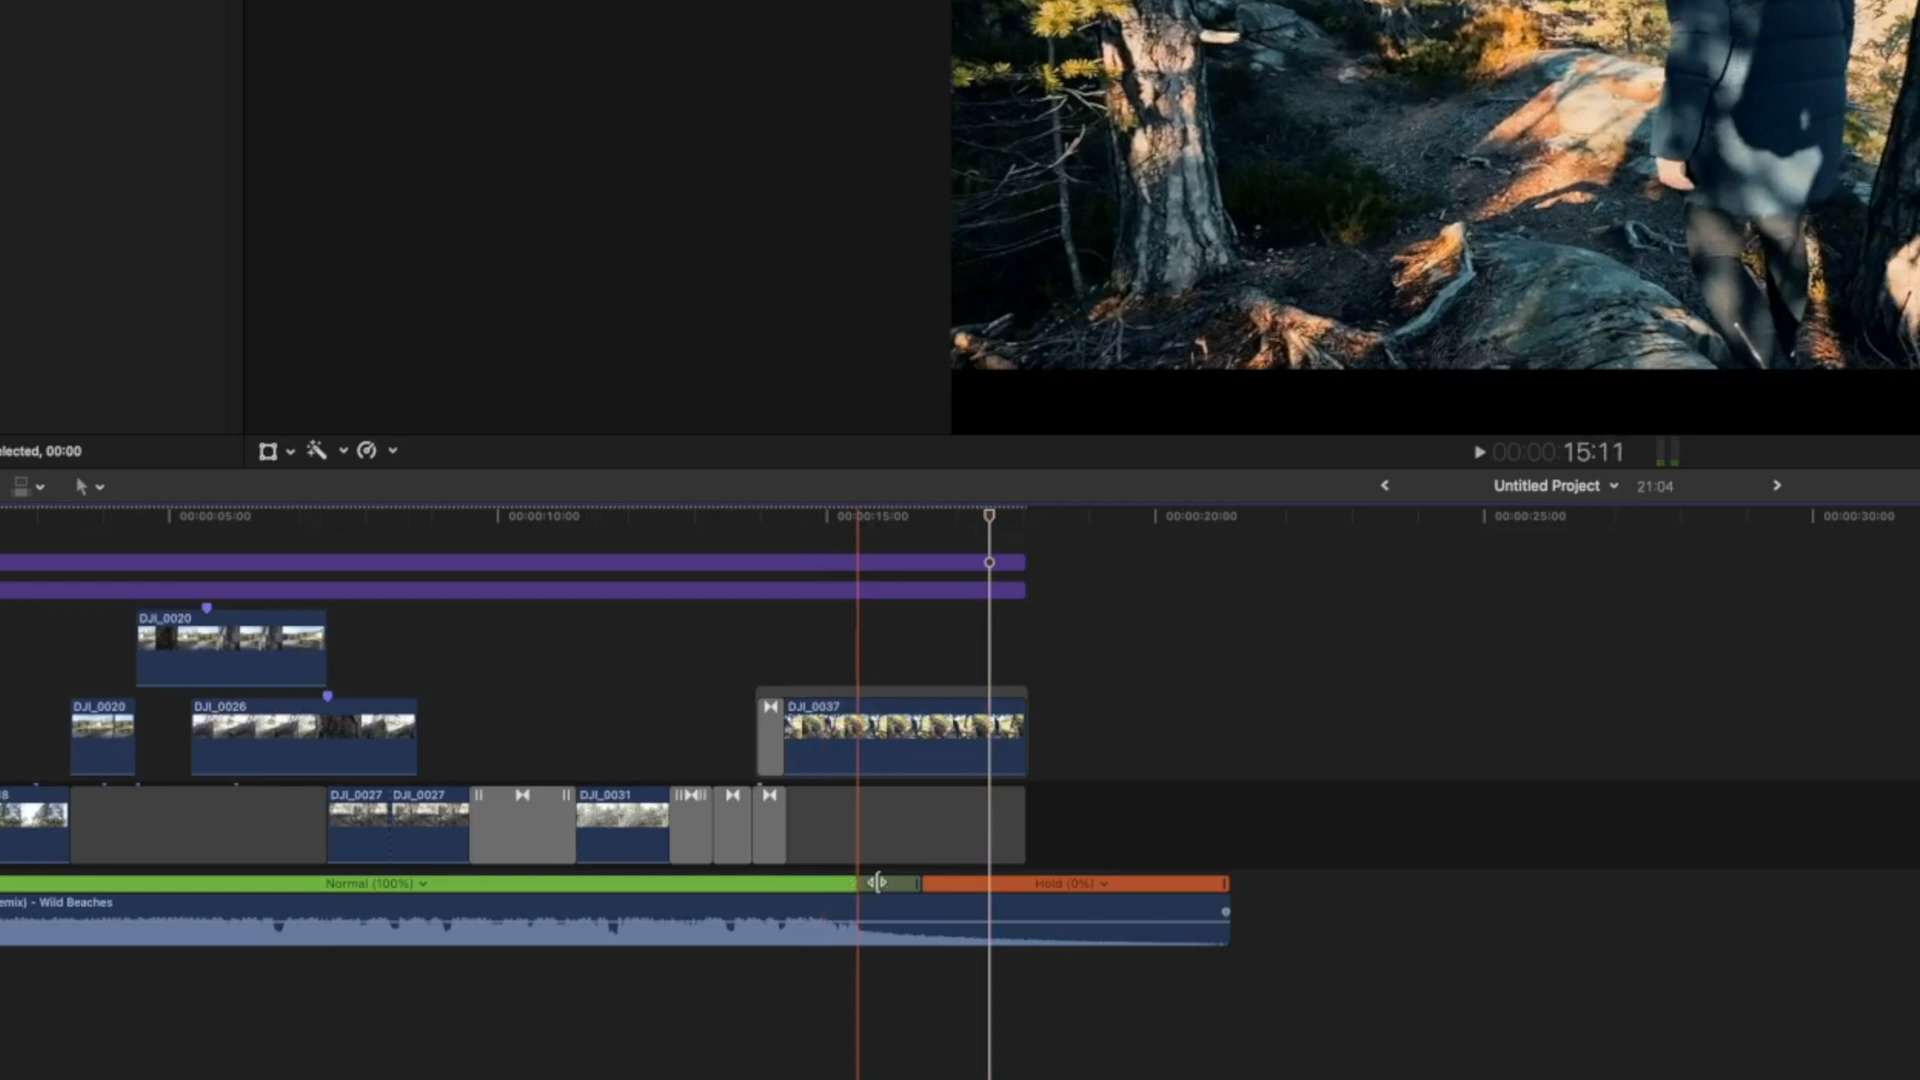 elected, 00:00
00:00:15:11
Untitled Project 21:04
00:00:05:00 00:00:10:00 00:00:15:00 00:00:20:00 00:00:25:00 00:00:30:00
DJI_0020
DJI_0020 DJI_0026 DJI_0037
8 DJI_0027 DJI_0027 DJI_0031
Normal (100%) Hold (0%)
emix) - Wild Beaches